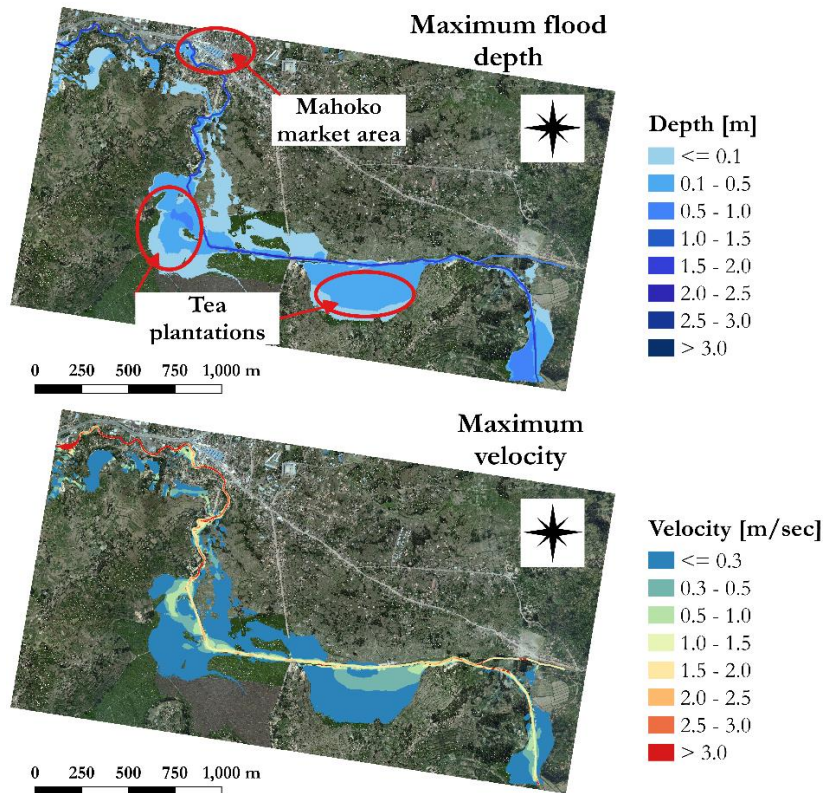 Maximum flood
depth
Mahoko
market area
Tea
plantations
Depth [m]
<= 0.1
0.1 - 0.5
0.5 - 1.0
1.0 - 1.5
1.5 - 2.0
2.0 - 2.5
2.5 - 3.0
> 3.0
0 250 500 750 1,000 m
Maximum
velocity
Velocity [m/sec]
<= 0.3
0.3 - 0.5
0.5 - 1.0
1.0 - 1.5
1.5 - 2.0
2.0 - 2.5
2.5 - 3.0
> 3.0
0 250 500 750 1,000 m